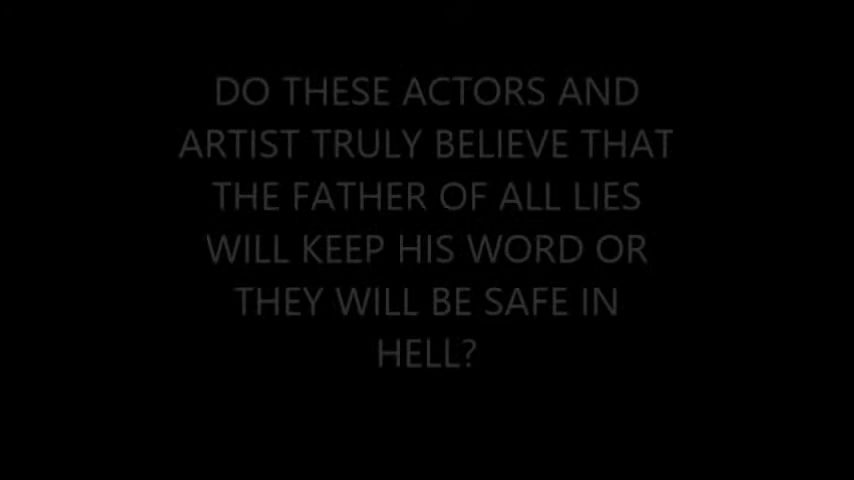 DO THESE ACTORS AND
ARTIST TRULY BELIEVE THAT
THE FATHER OF ALL LIES
WILL KEEP HIS WORD OR
THEY WILL BE SAFE IN
HELL?